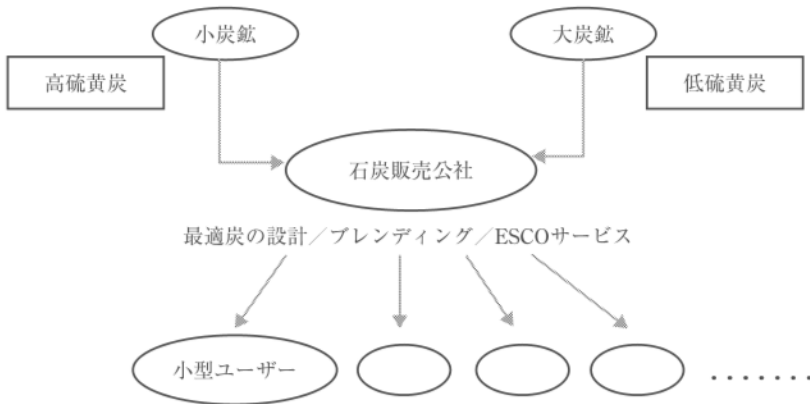 小炭鉱
大炭鉱
高硫黄炭
低硫黄炭
石炭販売公社
最適炭の設計／ブレンディング／ESCOサービス
小型ユーザー
.......